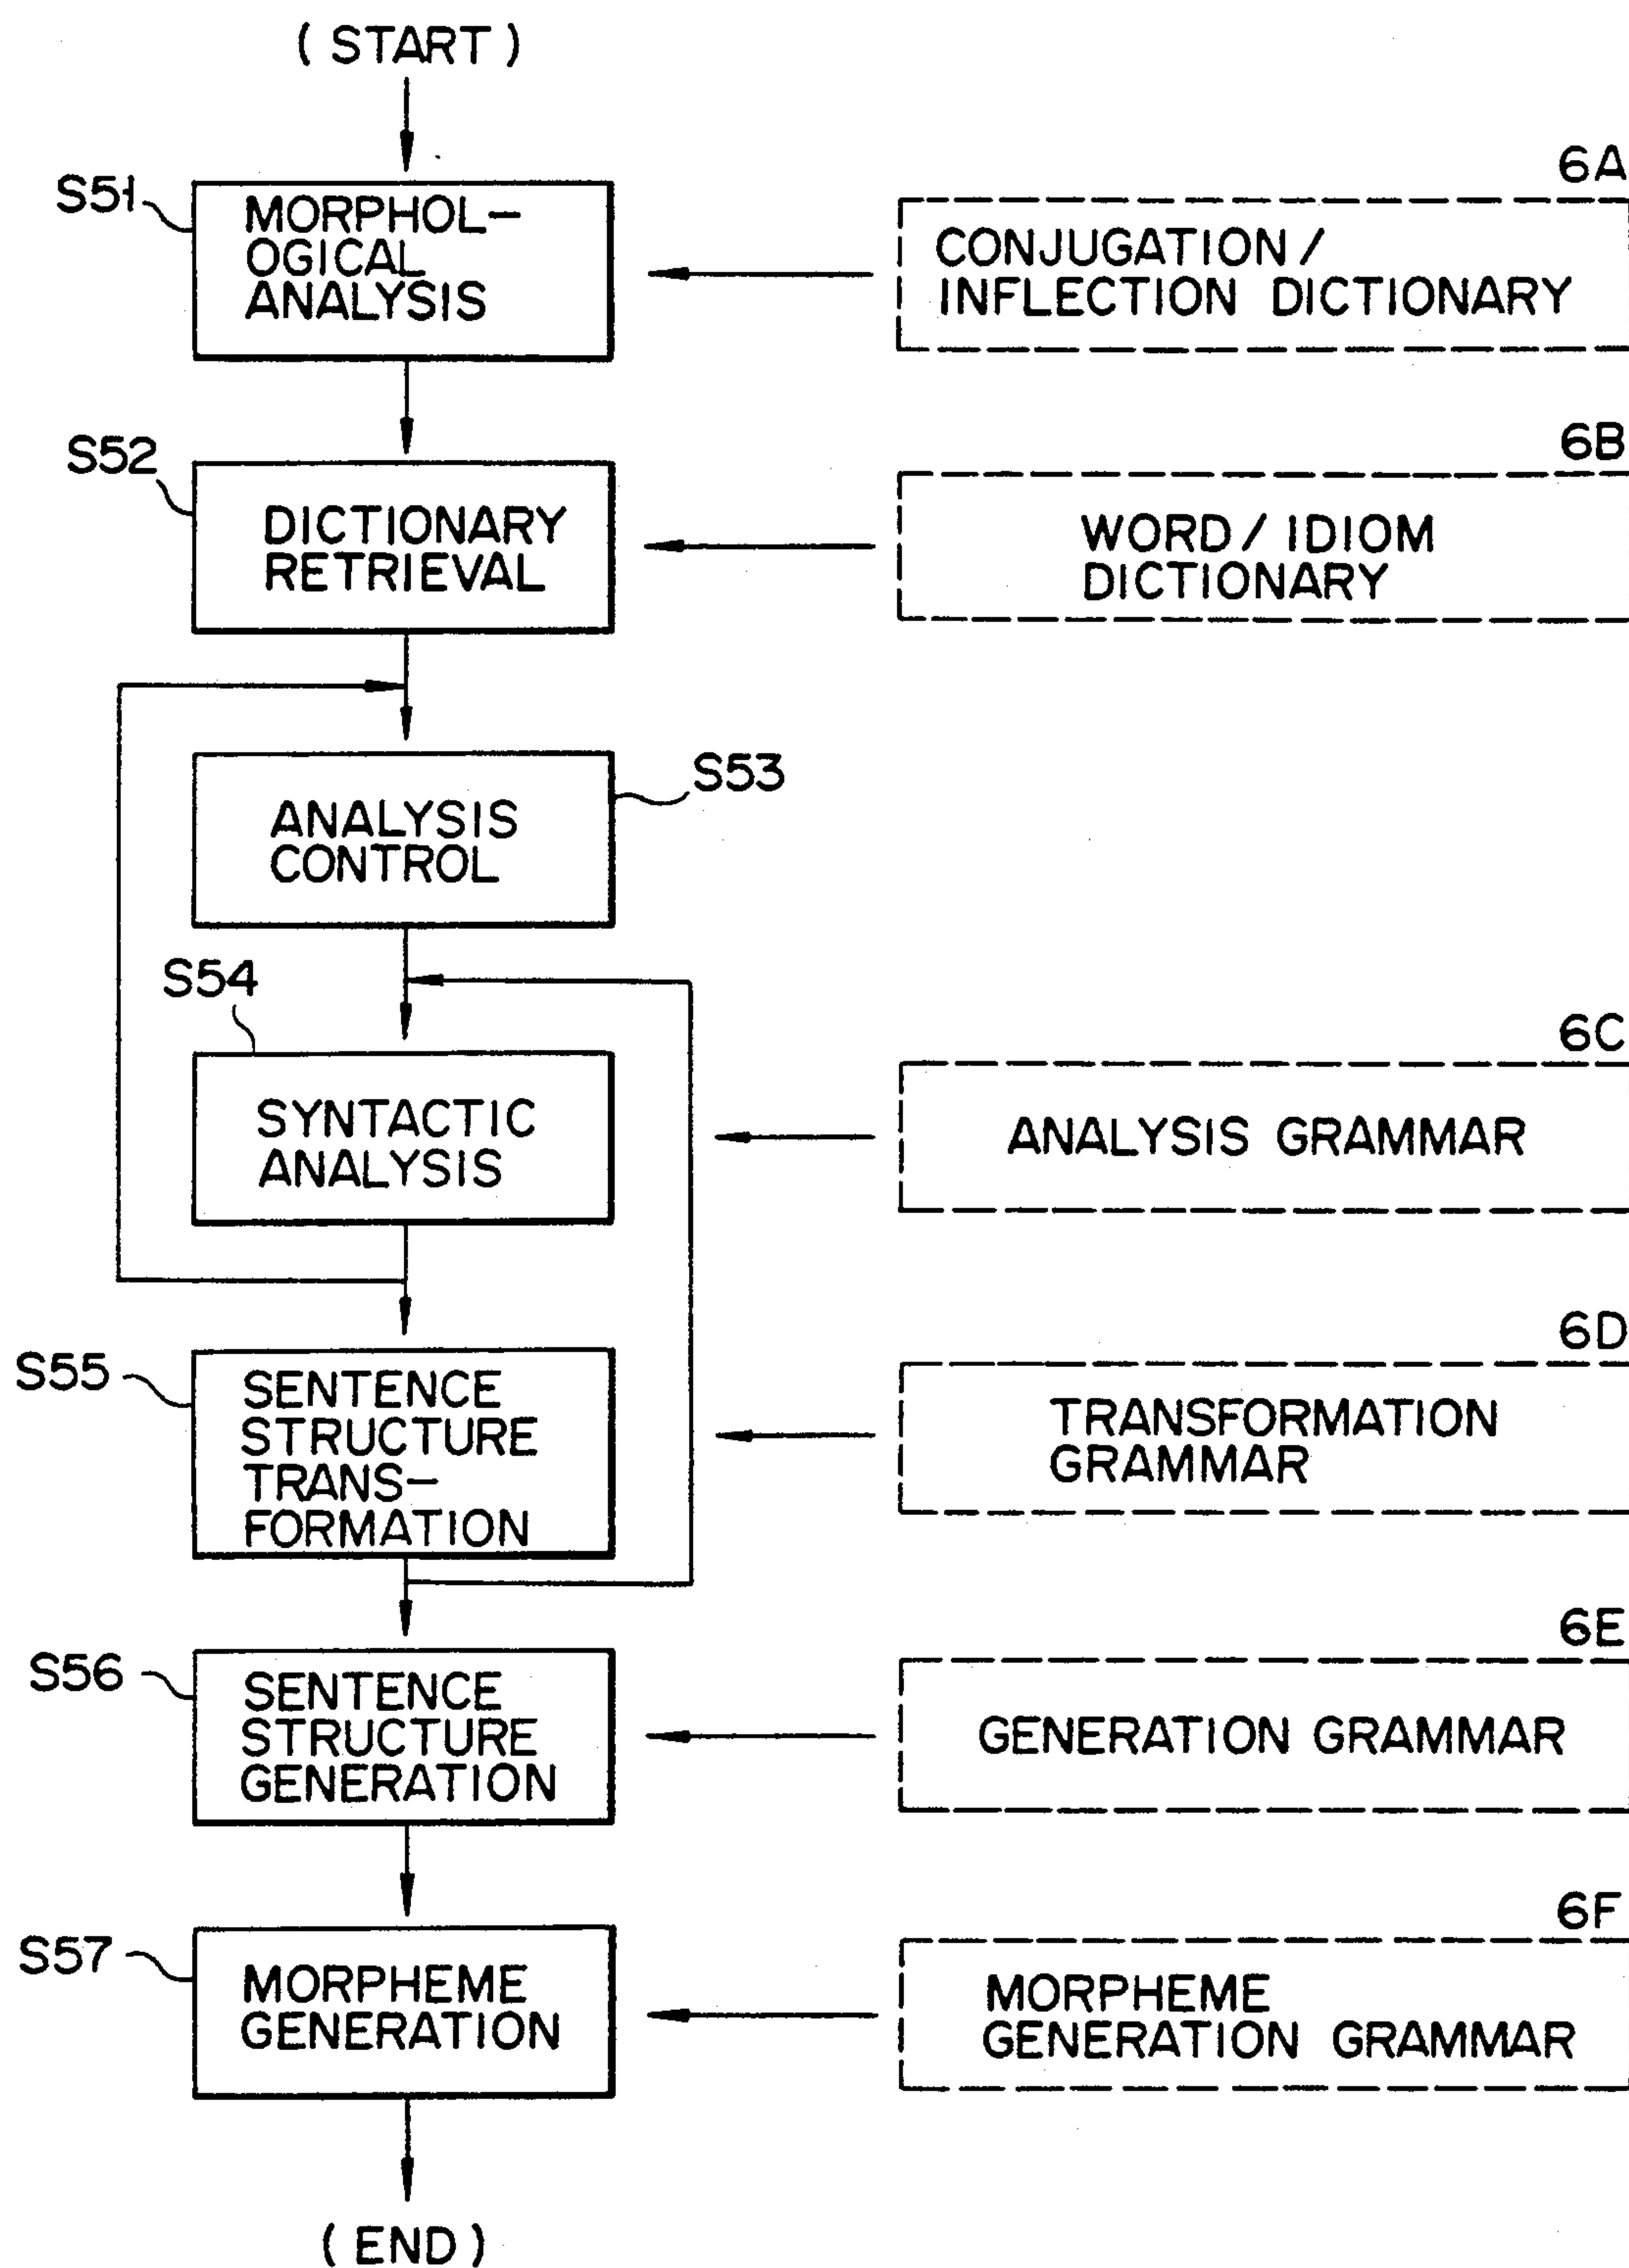 ( START )
S51
MORPHOL-
OGICAL
ANALYSIS
6A
CONJUGATION /
INFLECTION DICTIONARY
S52
DICTIONARY
RETRIEVAL
6B
WORD / IDIOM
DICTIONARY
S53
ANALYSIS
CONTROL
S54
SYNTACTIC
ANALYSIS
6C
ANALYSIS GRAMMAR
S55
SENTENCE
STRUCTURE
TRANS-
FORMATION
6D
TRANSFORMATION
GRAMMAR
S56
SENTENCE
STRUCTURE
GENERATION
6E
GENERATION GRAMMAR
S57
MORPHEME
GENERATION
6F
MORPHEME
GENERATION GRAMMAR
( END )